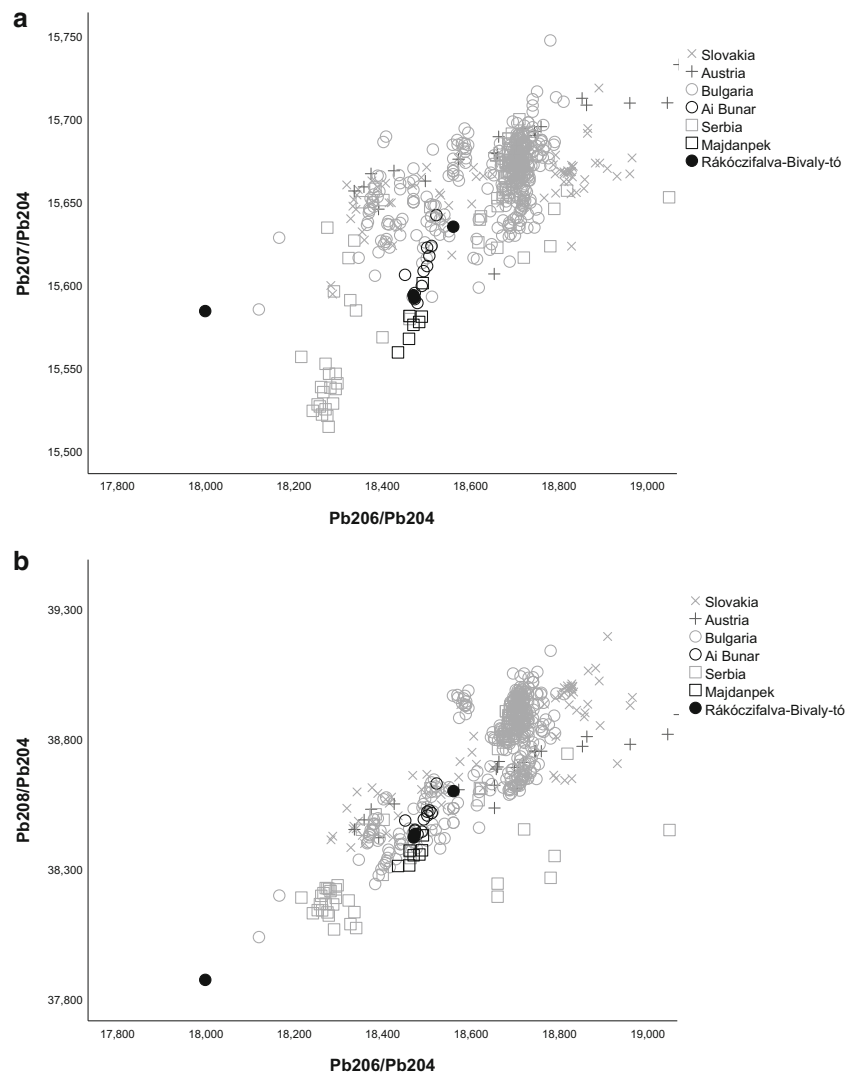 a
15,750
15,700
15,650
15,600
15,550
15,500
Pb207/Pb204
17,800 18,000 18,200 18,400 18,600 18,800 19,000
Pb206/Pb204
Slovakia
Austria
Bulgaria
Ai Bunar
Serbia
Majdanpek
Rákóczifalva-Bivaly-tó
b
39,300
38,800
38,300
37,800
Pb208/Pb204
17,800 18,000 18,200 18,400 18,600 18,800 19,000
Pb206/Pb204
Slovakia
Austria
Bulgaria
Ai Bunar
Serbia
Majdanpek
Rákóczifalva-Bivaly-tó